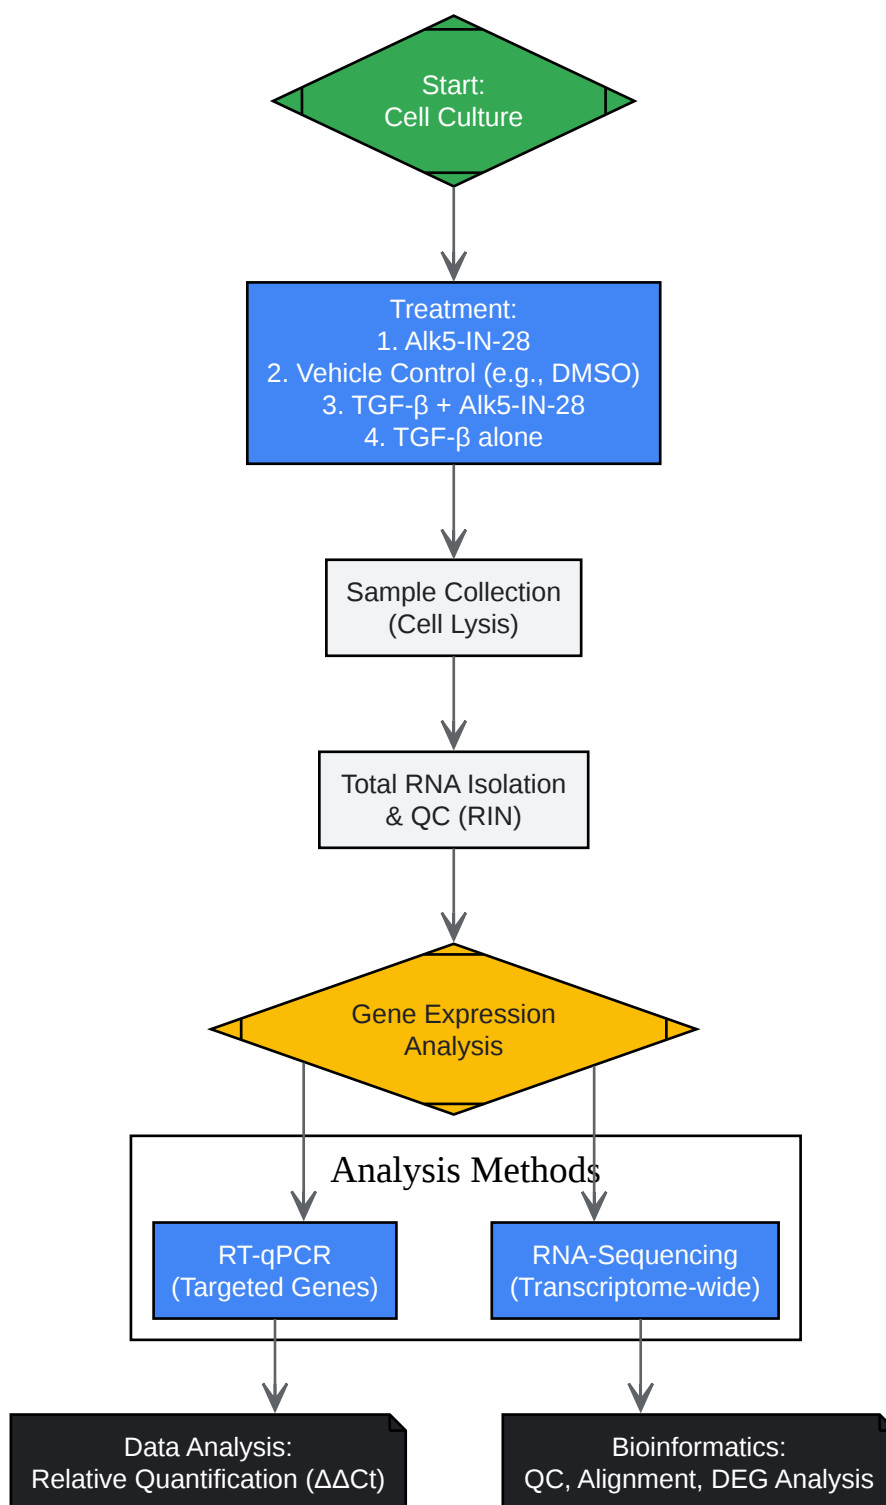 Start:
Cell Culture
Treatment:
1. Alk5-IN-28
2. Vehicle Control (e.g., DMSO)
3. TGF-β + Alk5-IN-28
4. TGF-β alone
Sample Collection
(Cell Lysis)
Total RNA Isolation
& QC (RIN)
Gene Expression
Analysis
Analysis Methods
RT-qPCR
(Targeted Genes)
RNA-Sequencing
(Transcriptome-wide)
Data Analysis:
Relative Quantification (ΔΔCt)
Bioinformatics:
QC, Alignment, DEG Analysis